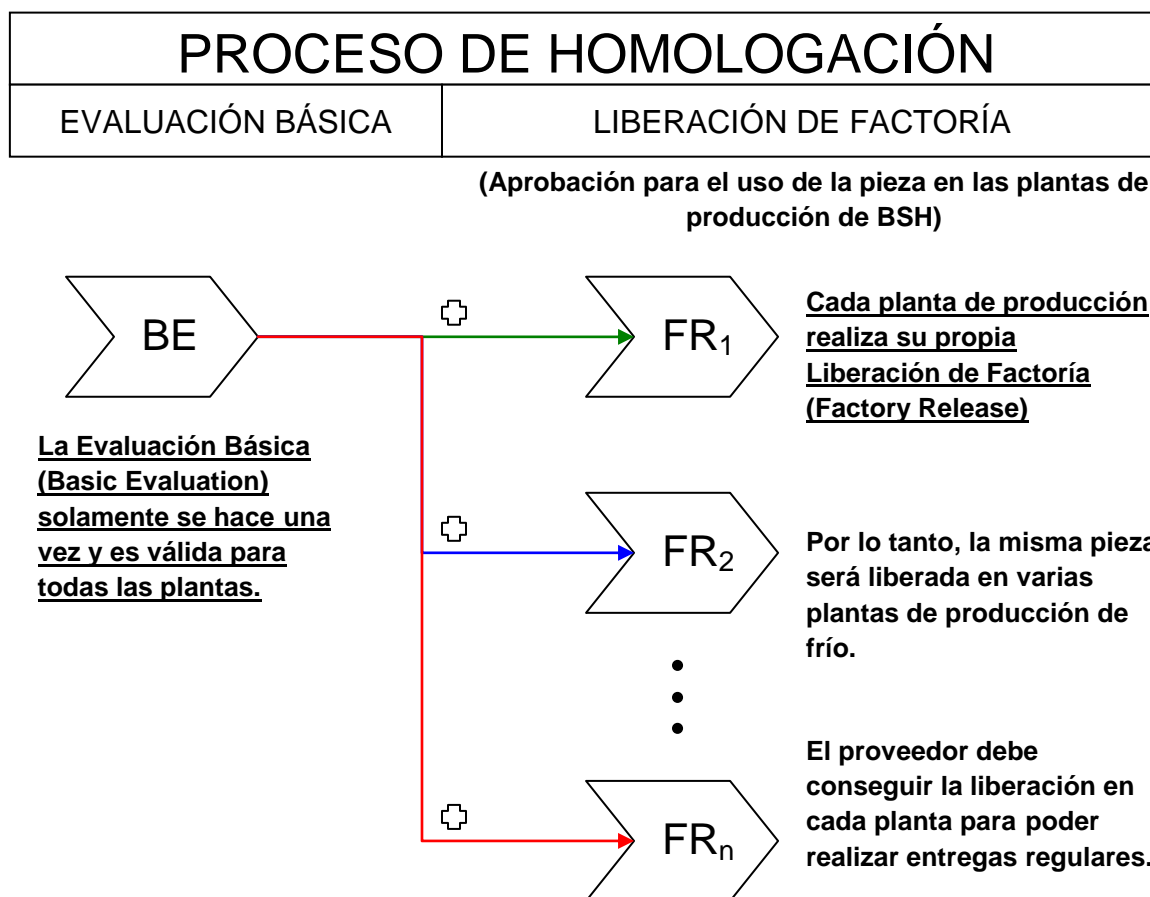 PROCESO DE HOMOLOGACIÓN
EVALUACIÓN BÁSICA
LIBERACIÓN DE FACTORÍA
(Aprobación para el uso de la pieza en las plantas de
producción de BSH)
BE
La Evaluación Básica
(Basic Evaluation)
solamente se hace una
vez y es válida para
todas las plantas.
FR1
Cada planta de producción
realiza su propia
Liberación de Factoría
(Factory Release)
FR2
Por lo tanto, la misma pieza
será liberada en varias
plantas de producción de
frío.
FRn
El proveedor debe
conseguir la liberación en
cada planta para poder
realizar entregas regulares.